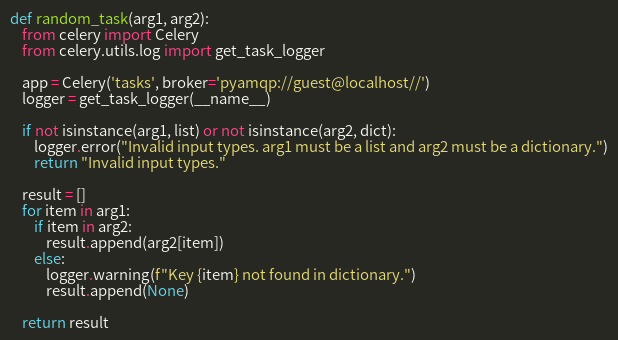 def random_task(arg1, arg2):
    from celery import Celery
    from celery.utils.log import get_task_logger

    app = Celery('tasks', broker='pyamqp://guest@localhost//')
    logger = get_task_logger(__name__)

    if not isinstance(arg1, list) or not isinstance(arg2, dict):
        logger.error("Invalid input types. arg1 must be a list and arg2 must be a dictionary.")
        return "Invalid input types."

    result = []
    for item in arg1:
        if item in arg2:
            result.append(arg2[item])
        else:
            logger.warning(f"Key {item} not found in dictionary.")
            result.append(None)

    return result